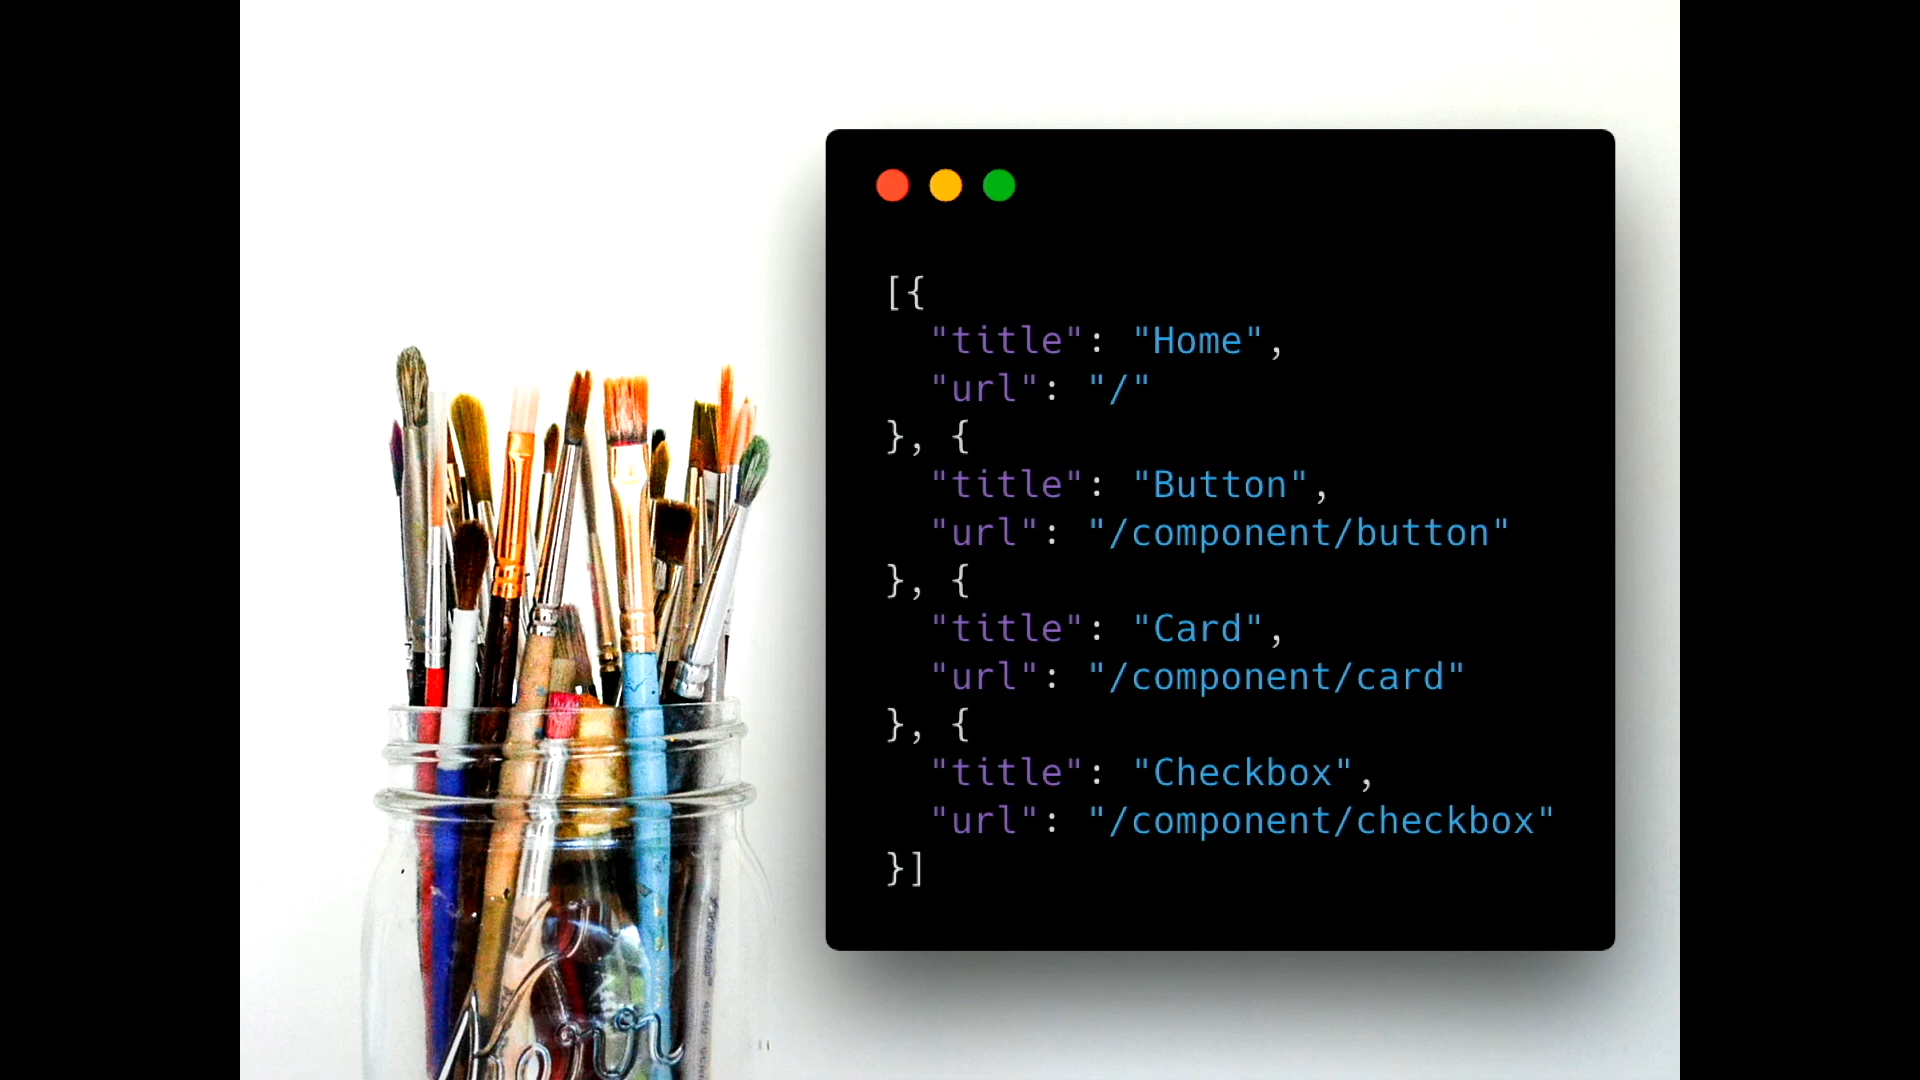 [{
  "title": "Home",
  "url": "/"
}, {
  "title": "Button",
  "url": "/component/button"
}, {
  "title": "Card",
  "url": "/component/card"
}, {
  "title": "Checkbox",
  "url": "/component/checkbox"
}]